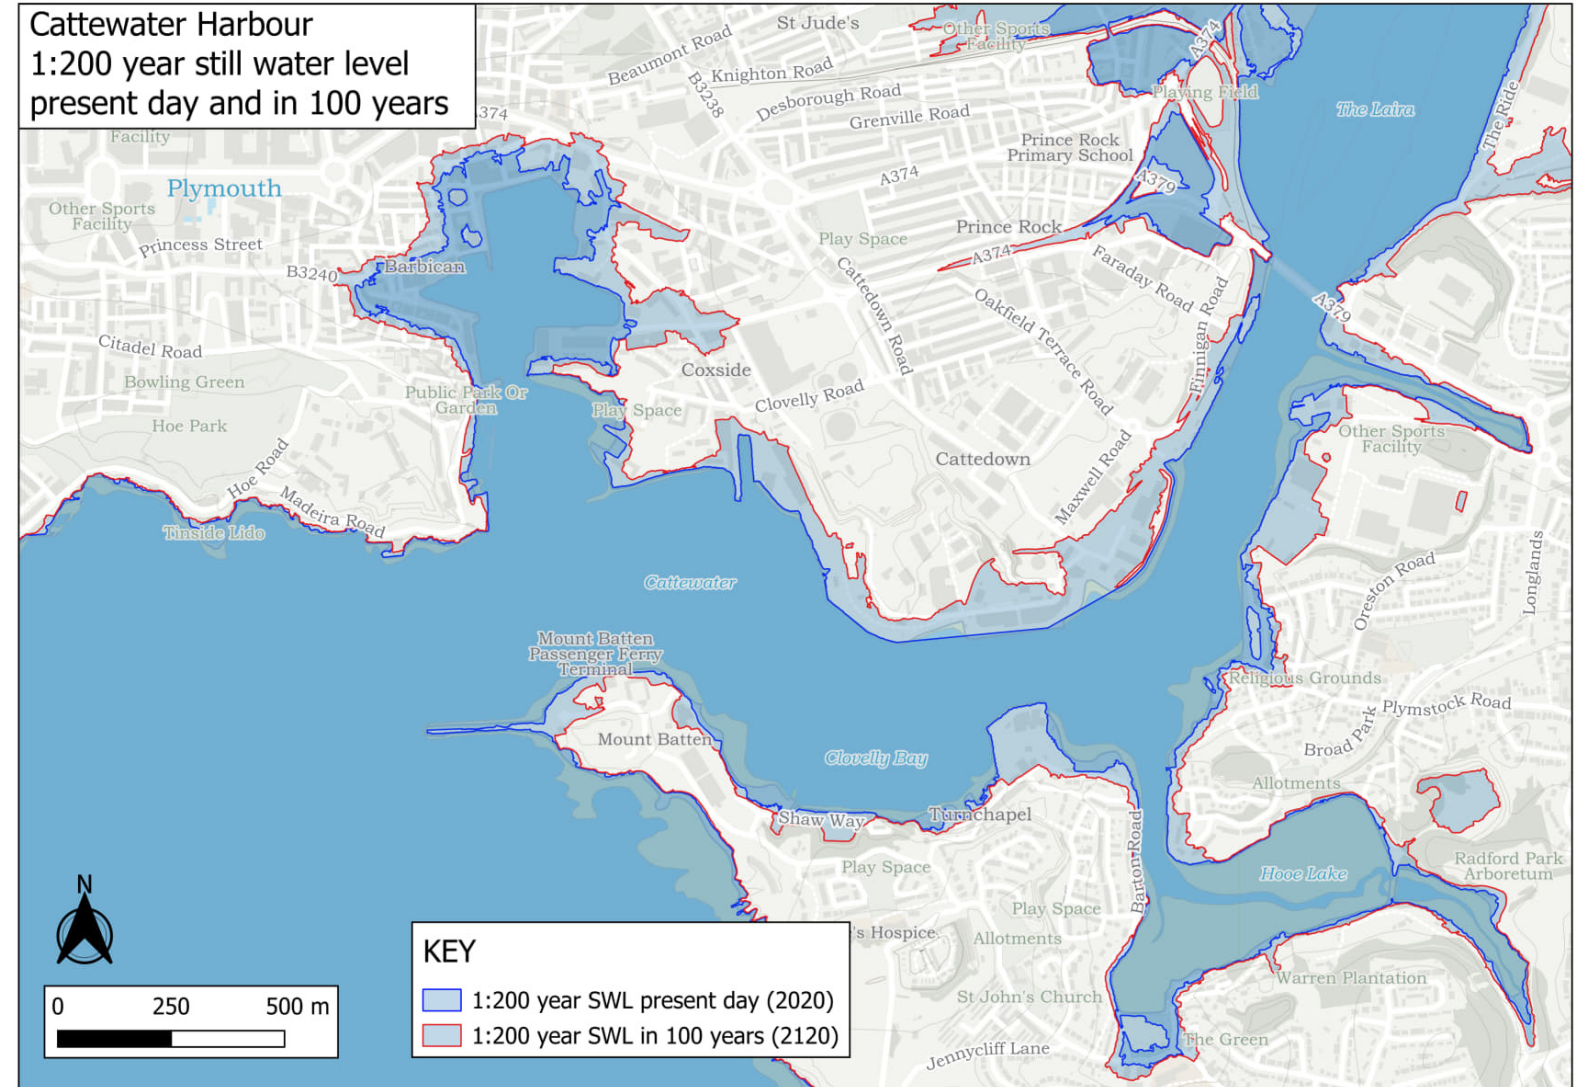 Cattewater Harbour
1:200 year still water level
present day and in 100 years
St Jude's
Other Sports
Facility
Beaumont Road
Knighton Road
B3238
Desborough Road
Grenville Road
A374
Playing Field
The Laira
The Ride
A374
Facility
Prince Rock
Primary School
A374
A379
Plymouth
Other Sports
Facility
Princess Street
B3240
Barbican
Play Space
Prince Rock
A374
Cattedown Road
Faraday Road
Oakfield Terrace Road
Finnigan Road
A379
Citadel Road
Bowling Green
Hoe Park
Public Park Or
Garden
Coxside
Play Space
Clovelly Road
Other Sports
Facility
Hoe Road
Madeira Road
Tinside Lido
Cattedown
Maxwell Road
Cattewater
Oreston Road
Longlands
Mount Batten
Passenger Ferry
Terminal
Mount Batten
Clovelly Bay
Religious Grounds
Plymstock Road
Broad Park
Allotments
Shaw Way
Turnchapel
Play Space
Barton Road
Hooe Lake
Radford Park
Arboretum
Play Space
Allotments
's Hospice
Warren Plantation
St John's Church
The Green
Jennycliff Lane
N
0 250 500 m
KEY
1:200 year SWL present day (2020)
1:200 year SWL in 100 years (2120)